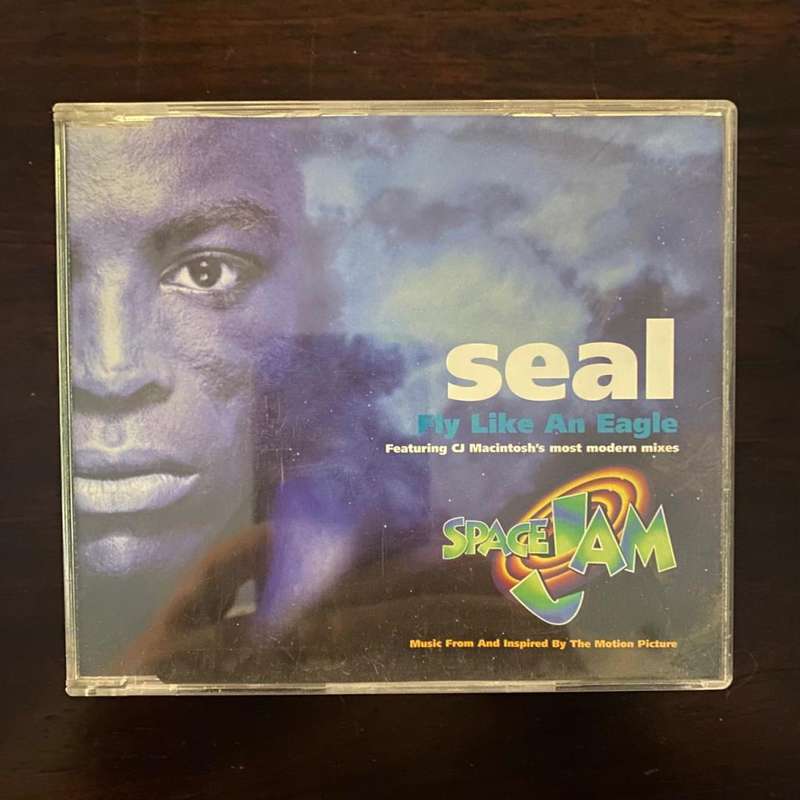 seal
Fly Like An Eagle
Featuring CJ Macintosh's most modern mixes
SPACE JAM
Music From And Inspired By The Motion Picture